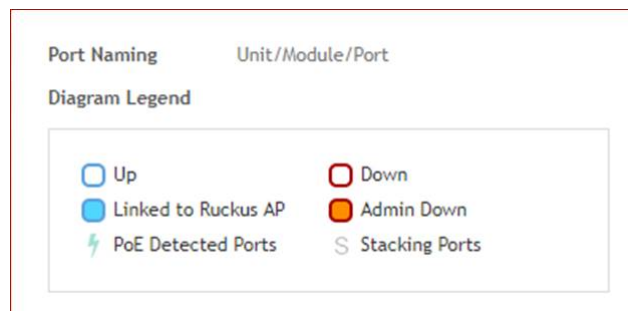 Port Naming Unit/Module/Port
Diagram Legend
Up Down
Linked to Ruckus AP Admin Down
PoE Detected Ports S Stacking Ports